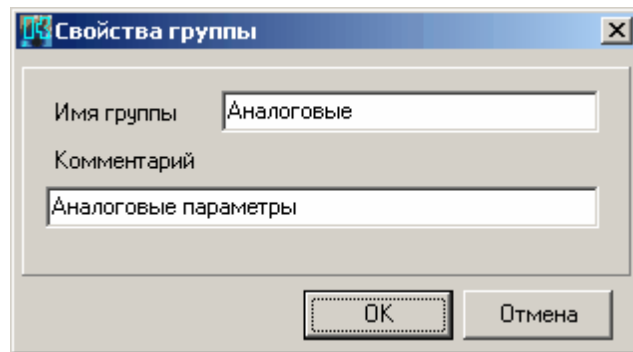 Свойства группы
Имя группы Аналоговые
Комментарий
Аналоговые параметры
OK Отмена